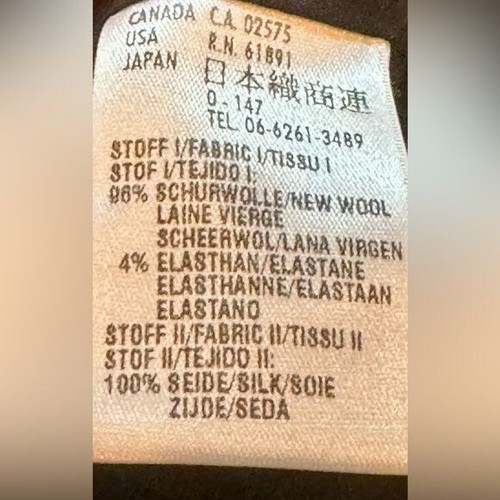 CANADA C.A. 02575
USA R.N. 61891
JAPAN 日本織商連
0-147
TEL. 06-6261-3489
STOFF I/FABRIC I/TISSU I
STOF I/TEJIDO I:
96% SCHURWOLLE/NEW WOOL
LAINE VIERGE
SCHEERWOL/LANA VIRGEN
4% ELASTHAN/ELASTANE
ELASTHANNE/ELASTAAN
ELASTANO
STOFF II/FABRIC II/TISSU II
STOF II/TEJIDO II:
100% SEIDE/SILK/SOIE
ZIJDE/SEDA